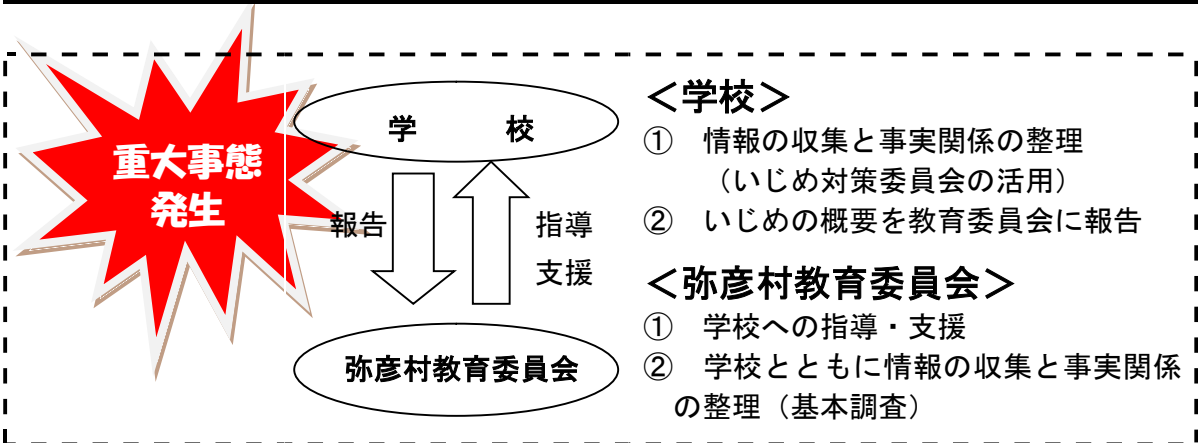 重大事態
発生
学　　校
報告
指導
支援
弥彦村教育委員会
＜学校＞
①　情報の収集と事実関係の整理
（いじめ対策委員会の活用）
②　いじめの概要を教育委員会に報告
＜弥彦村教育委員会＞
①　学校への指導・支援
②　学校とともに情報の収集と事実関係
の整理（基本調査）